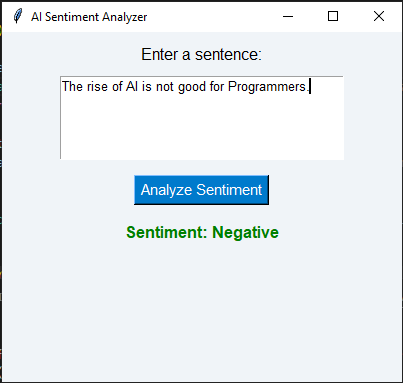 AI Sentiment Analyzer
Enter a sentence:
The rise of AI is not good for Programmers.
Analyze Sentiment
Sentiment: Negative